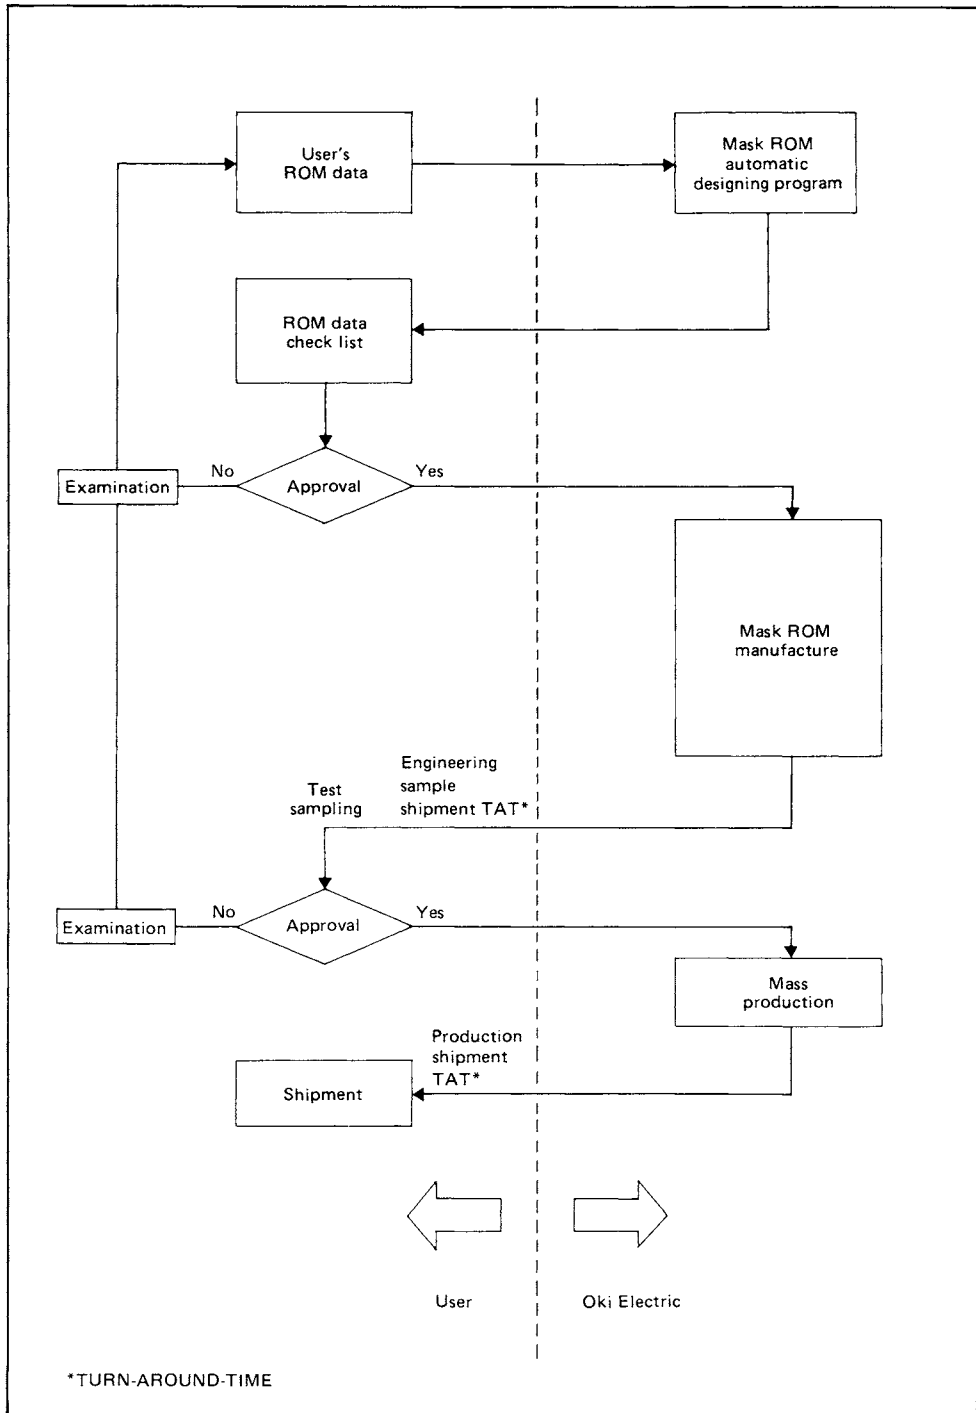 User's
ROM data
Mask ROM
automatic
designing program
ROM data
check list
No
Yes
Examination
Approval
Mask ROM
manufacture
Test
sampling
Engineering
sample
shipment TAT*
No
Yes
Examination
Approval
Mass
production
Production
shipment
TAT*
Shipment
User
Oki Electric
*TURN-AROUND-TIME